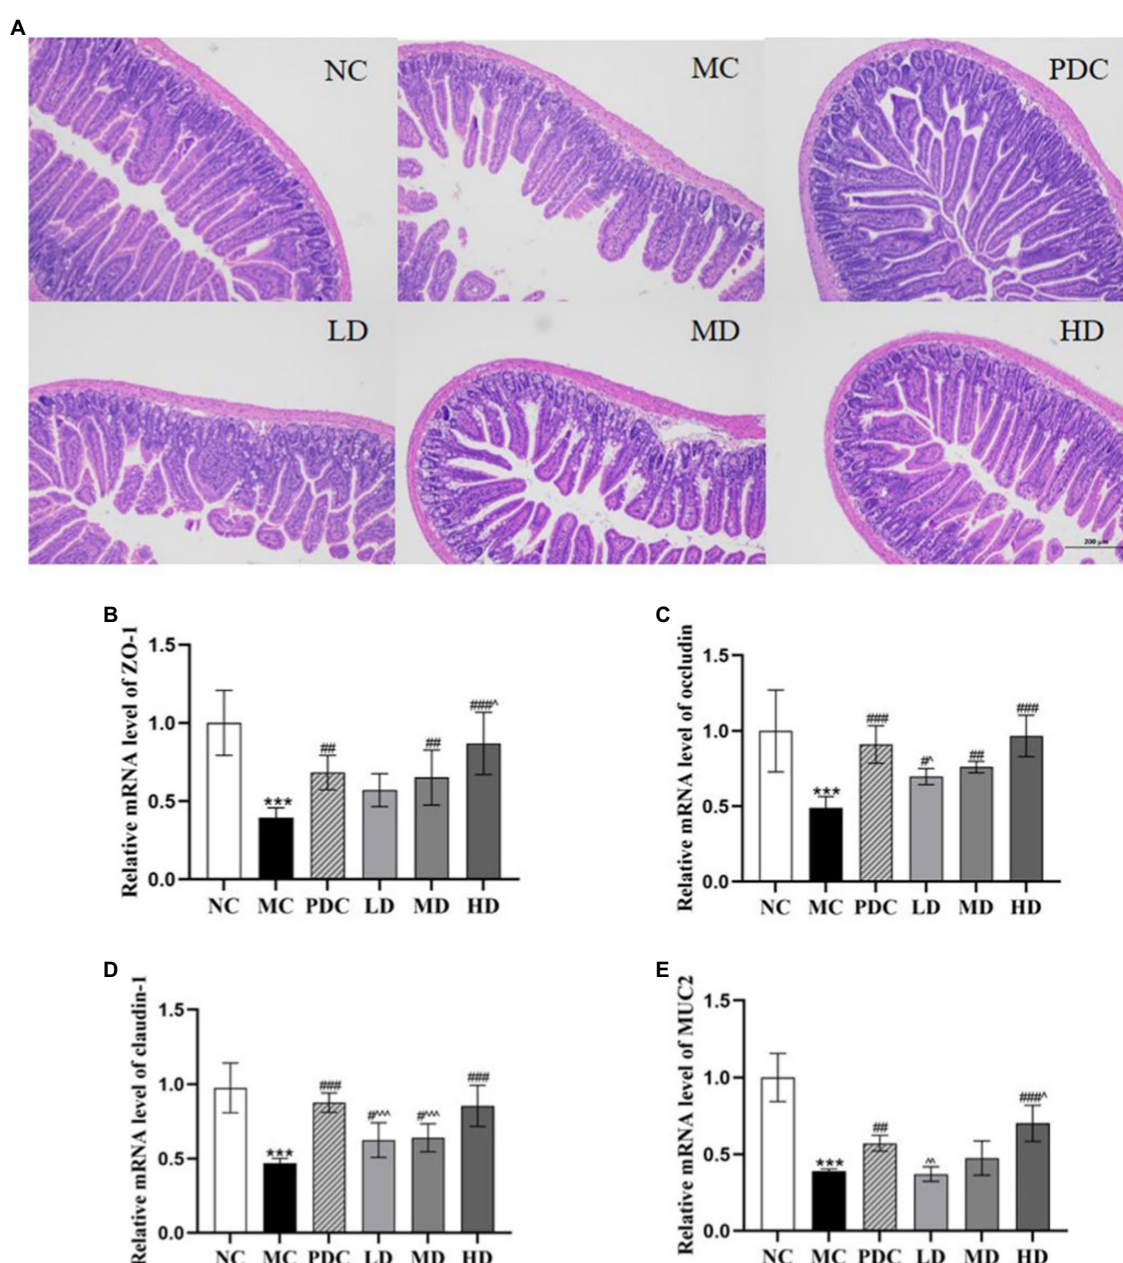 A
NC
MC
PDC
LD
MD
HD
200 μm
B
Relative mRNA level of ZO-1
1.5
1.0
0.5
0.0
***
##
##
###^
NC MC PDC LD MD HD
C
Relative mRNA level of occludin
1.5
1.0
0.5
0.0
***
###
#^
##
###
NC MC PDC LD MD HD
D
Relative mRNA level of claudin-1
1.5
1.0
0.5
0.0
***
###
#^^^
#^^^
###
NC MC PDC LD MD HD
E
Relative mRNA level of MUC2
1.5
1.0
0.5
0.0
***
##
^^
###^
NC MC PDC LD MD HD